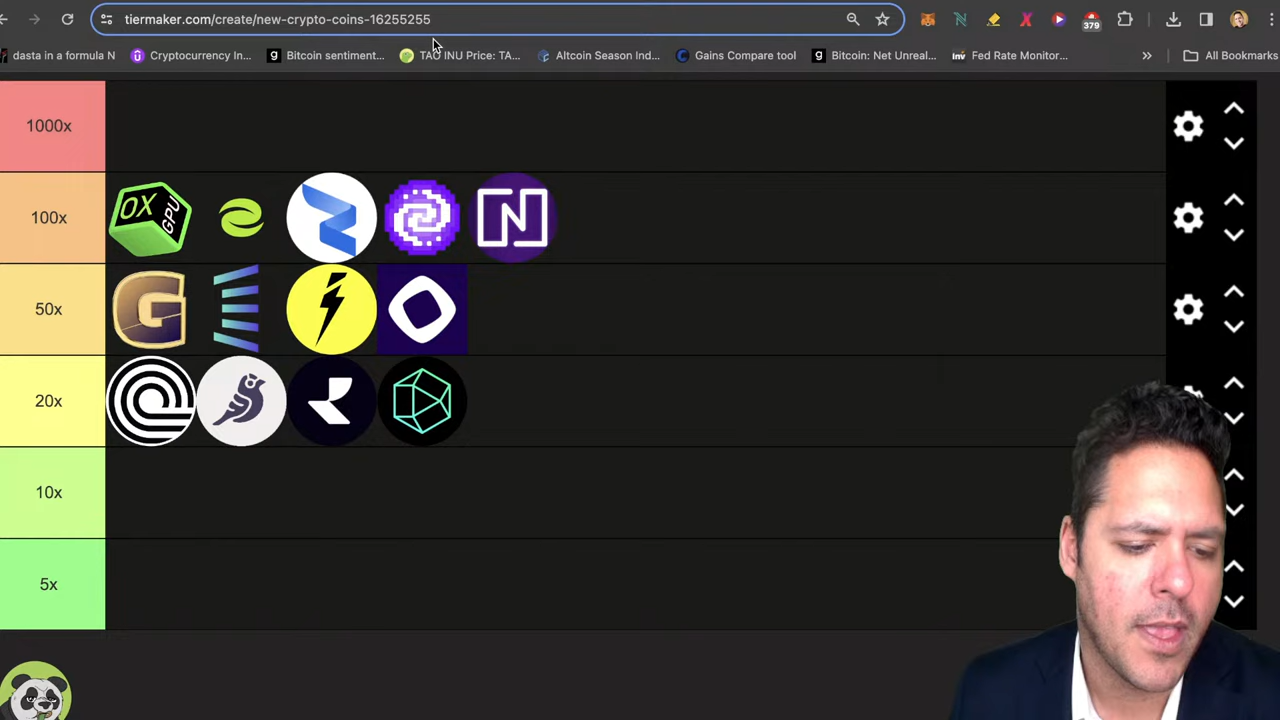 tiermaker.com/create/new-crypto-coins-16255255
379
dasta in a formula N
Cryptocurrency In...
g
Bitcoin sentiment...
TAO INU Price: TA...
Altcoin Season Ind...
Gains Compare tool
g
Bitcoin: Net Unreal...
Inv
Fed Rate Monitor...
»
All Bookmarks
1000x
100x
0X
GPU
N
50x
G
20x
10x
5x